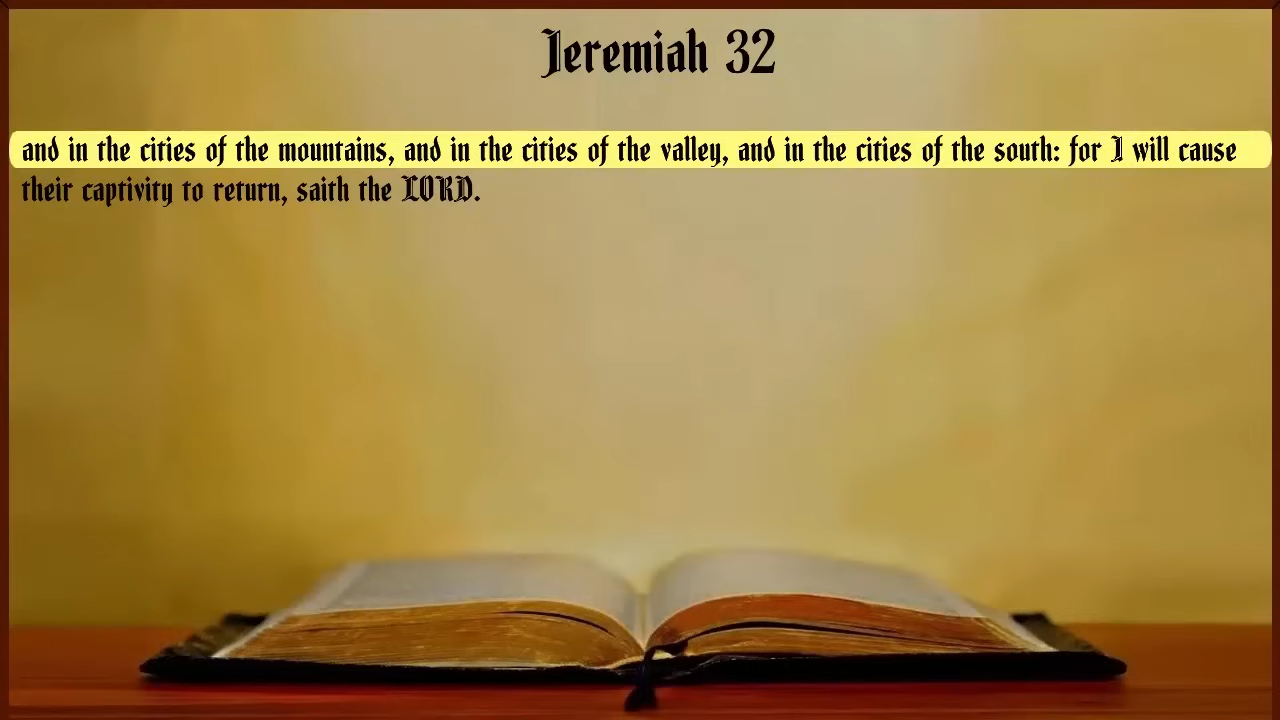 Jeremiah 32
and in the cities of the mountains, and in the cities of the valley, and in the cities of the south: for I will cause
their captivity to return, saith the LORD.